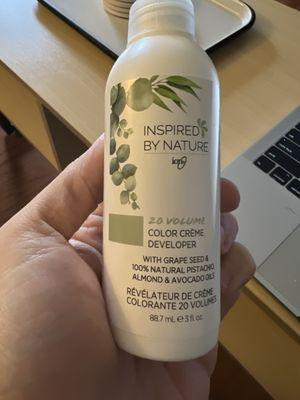 INSPIRED
BY NATURE
ion
20 VOLUME
COLOR CRÈME
DEVELOPER
WITH GRAPE SEED &
100% NATURAL PISTACHIO,
ALMOND & AVOCADO OILS
RÉVÉLATEUR DE CRÈME
COLORANTE 20 VOLUMES
88.7 mL ℮ 3 fl. oz.